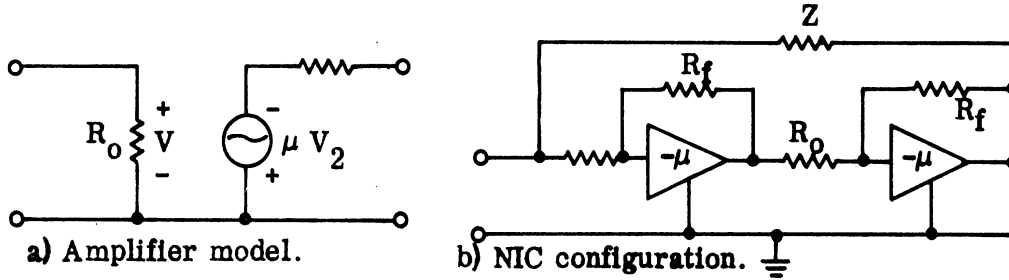 Z
R_f
R_o + V - - μ V_2 +
R_o
R_f
-μ
-μ
a) Amplifier model.
b) NIC configuration.